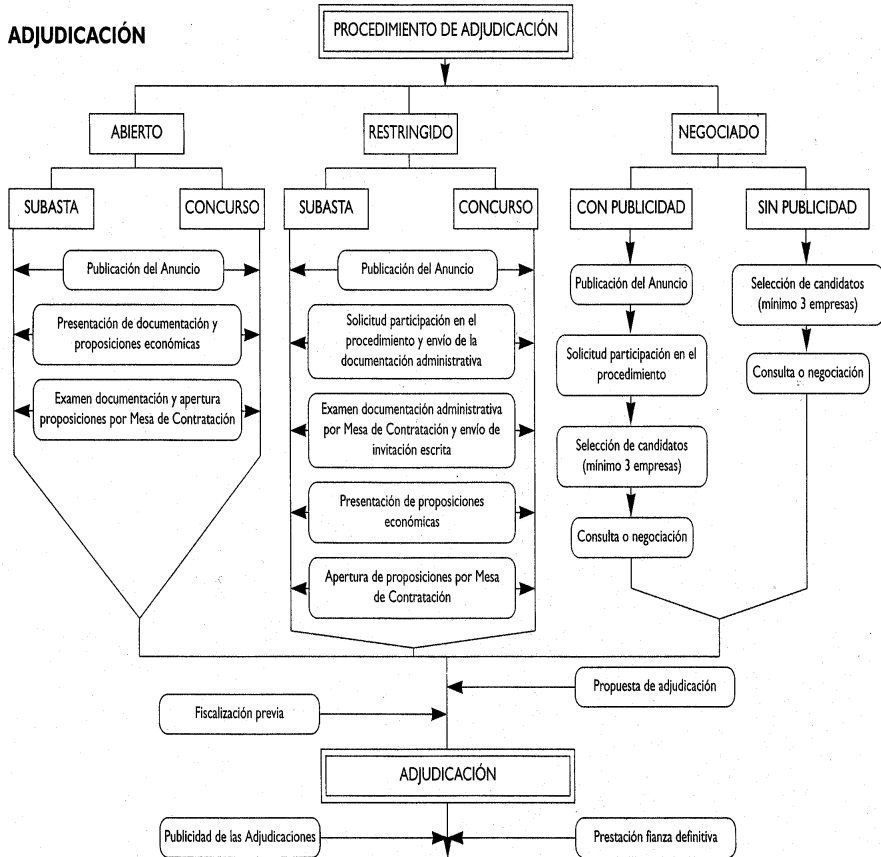 ADJUDICACIÓN
PROCEDIMIENTO DE ADJUDICACIÓN
ABIERTO
RESTRINGIDO
NEGOCIADO
SUBASTA
CONCURSO
SUBASTA
CONCURSO
CON PUBLICIDAD
SIN PUBLICIDAD
Publicación del Anuncio
Presentación de documentación y
proposiciones económicas
Examen documentación y apertura
proposiciones por Mesa de Contratación
Publicación del Anuncio
Solicitud participación en el
procedimiento y envío de la
documentación administrativa
Examen documentación administrativa
por Mesa de Contratación y envío de
invitación escrita
Presentación de proposiciones
económicas
Apertura de proposiciones por Mesa
de Contratación
Publicación del Anuncio
Solicitud participación en el
procedimiento
Selección de candidatos
(mínimo 3 empresas)
Consulta o negociación
Selección de candidatos
(mínimo 3 empresas)
Consulta o negociación
Propuesta de adjudicación
Fiscalización previa
ADJUDICACIÓN
Publicidad de las Adjudicaciones
Prestación fianza definitiva